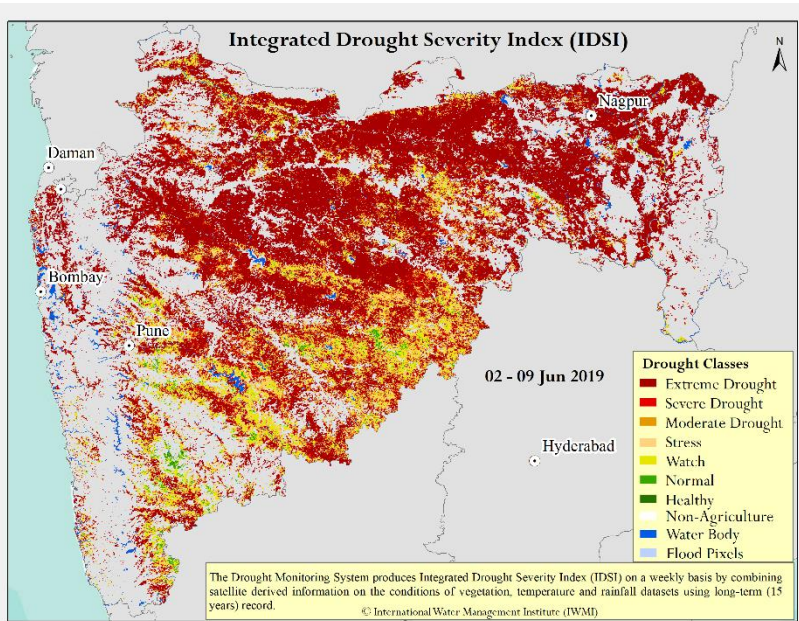 Integrated Drought Severity Index (IDSI)
N
Nagpur
Daman
Bombay
Pune
02 - 09 Jun 2019
Hyderabad
Drought Classes
Extreme Drought
Severe Drought
Moderate Drought
Stress
Watch
Normal
Healthy
Non-Agriculture
Water Body
Flood Pixels
The Drought Monitoring System produces Integrated Drought Severity Index (IDSI) on a weekly basis by combining
satellite derived information on the conditions of vegetation, temperature and rainfall datasets using long-term (15
years) record.
© International Water Management Institute (IWMI)